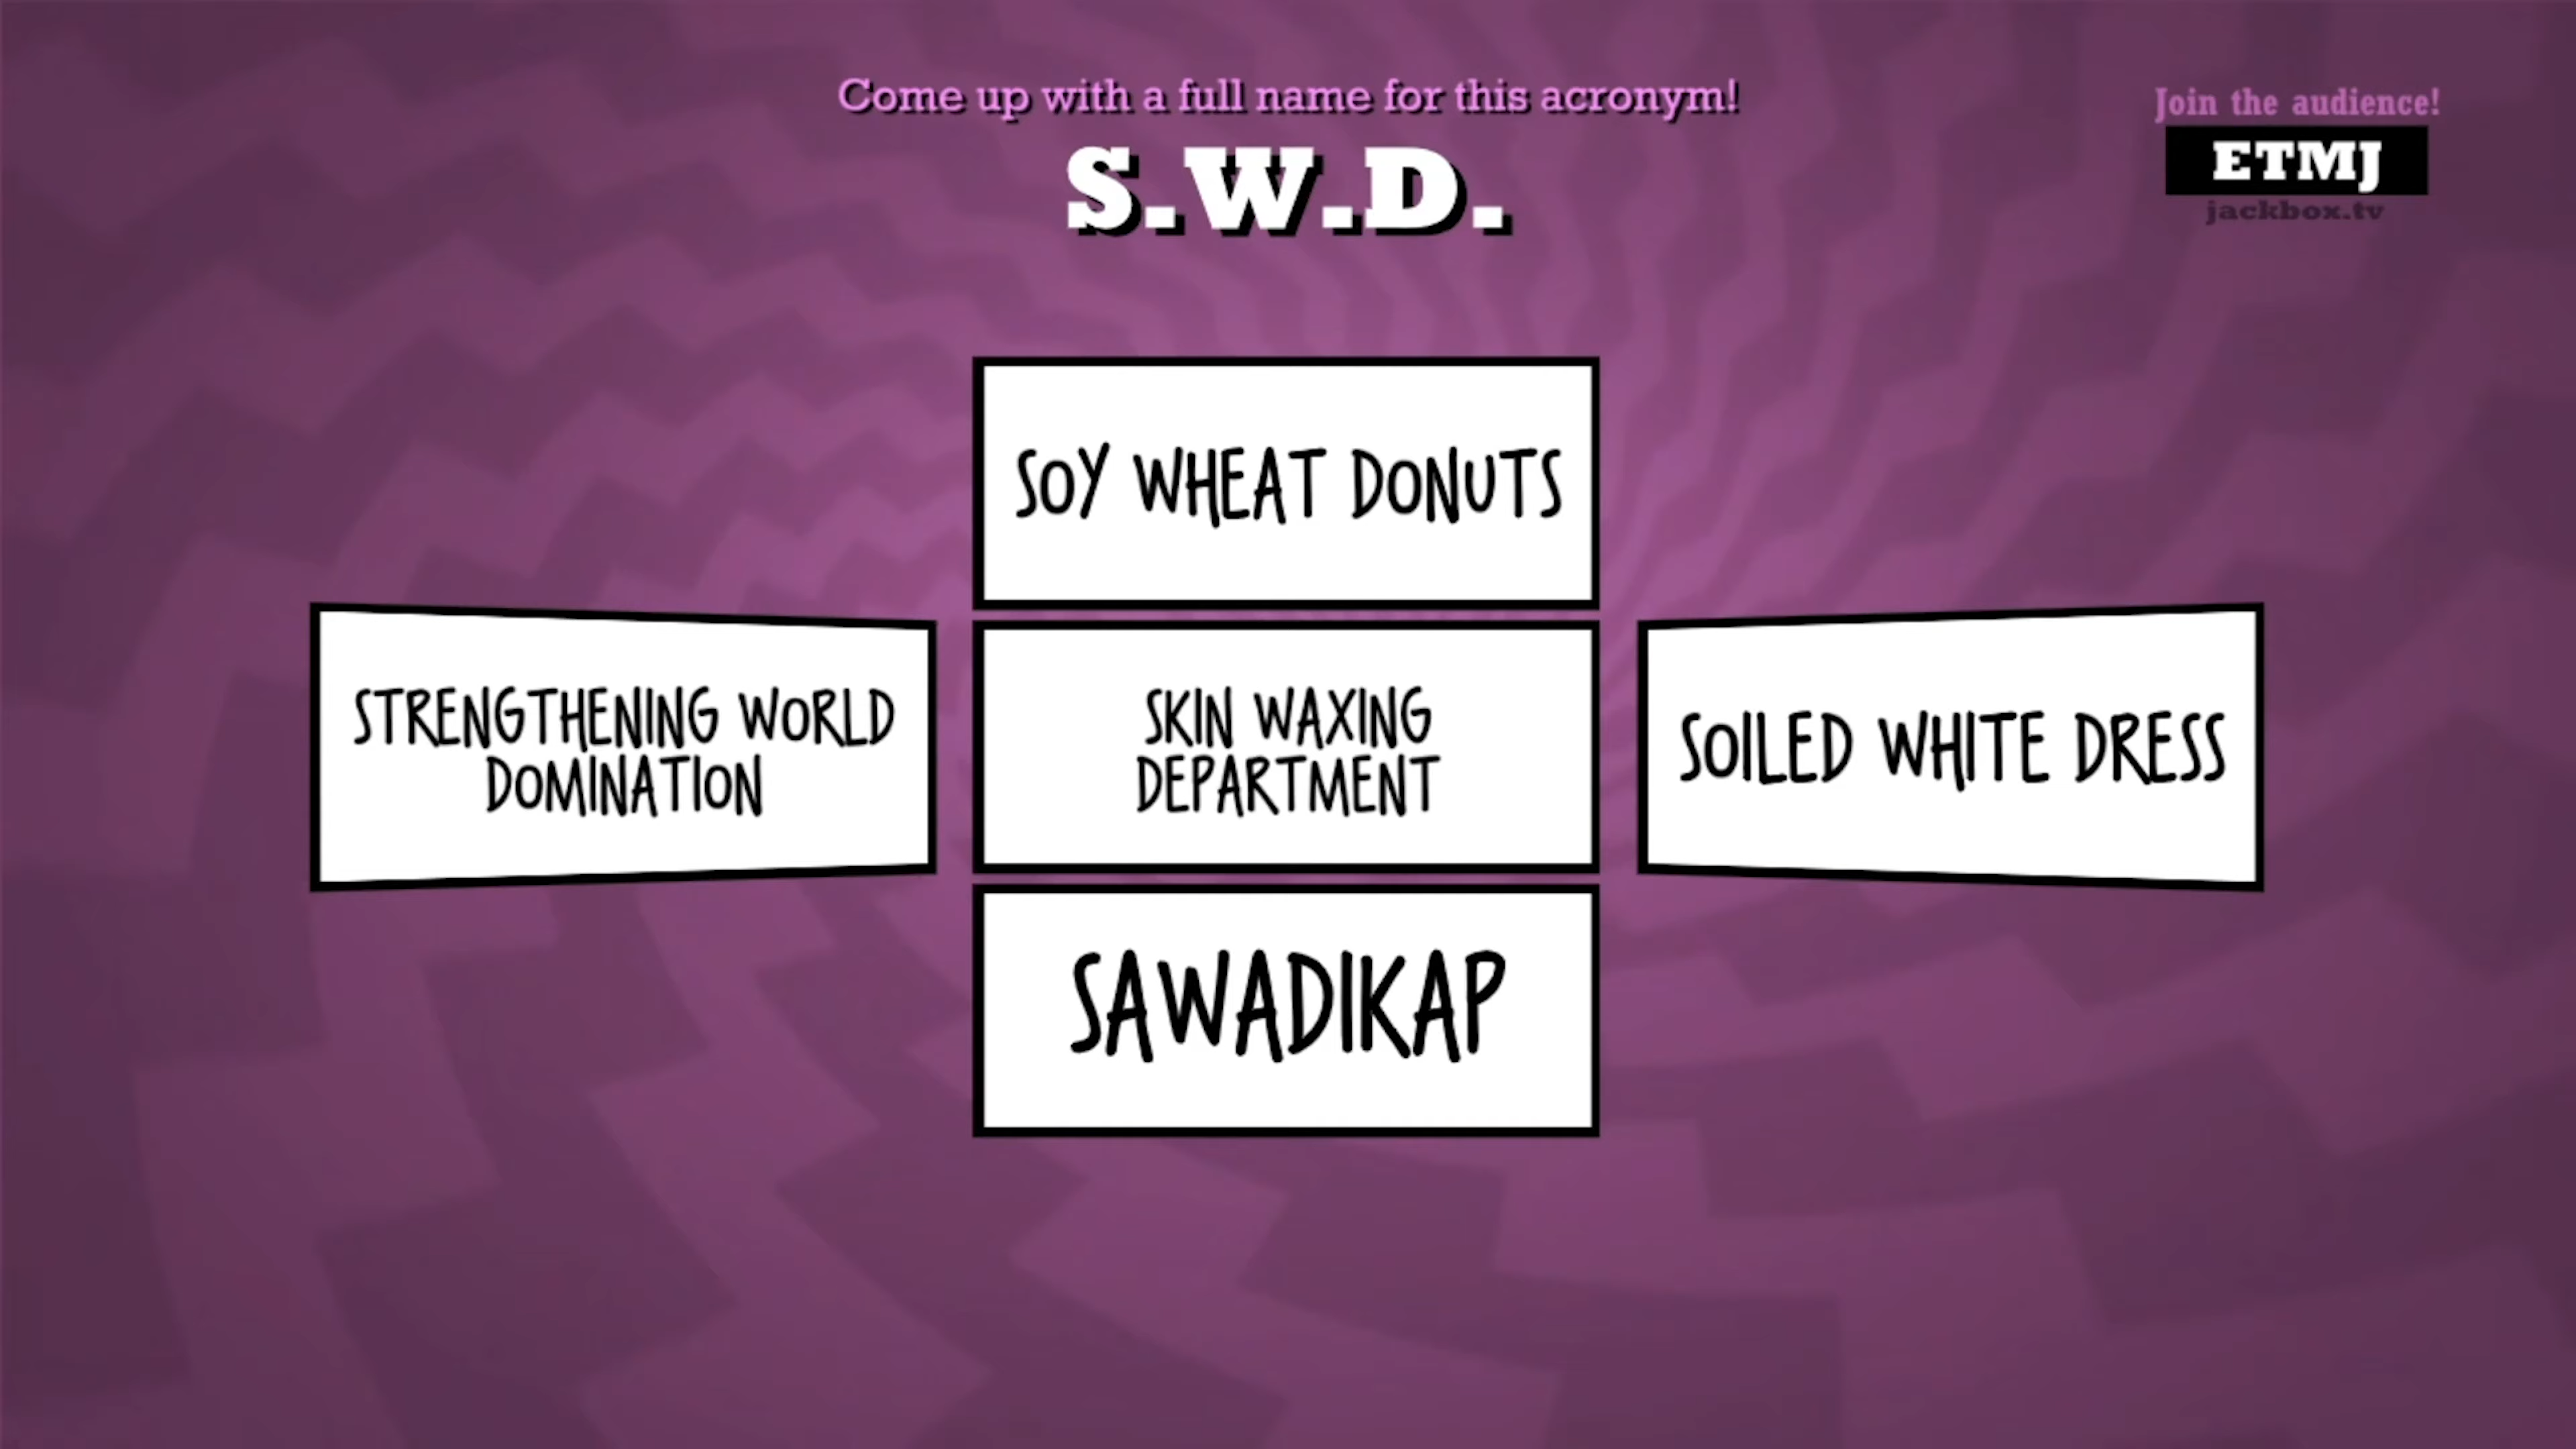 Come up with a full name for this acronym!
S.W.D.
Join the audience!
ETMJ
jackbox.tv
SOY WHEAT DONUTS
STRENGTHENING WORLD
DOMINATION
SKIN WAXING
DEPARTMENT
SOILED WHITE DRESS
SAWADIKAP